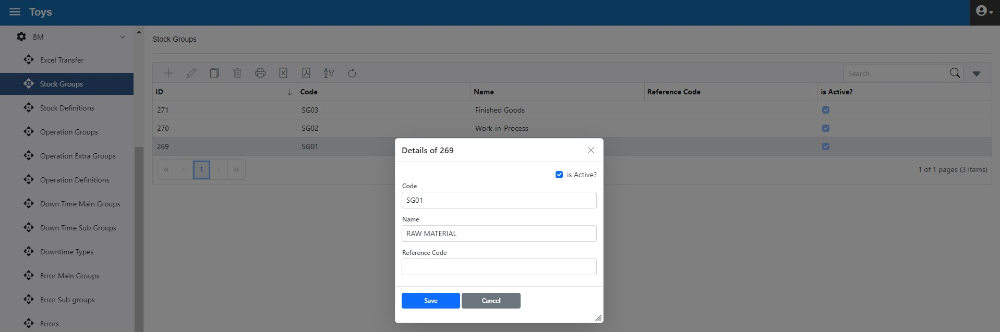 Toys
BM
Excel Transfer
Stock Groups
Stock Definitions
Operation Groups
Operation Extra Groups
Operation Definitions
Down Time Main Groups
Down Time Sub Groups
Downtime Types
Error Main Groups
Error Sub groups
Errors
Stock Groups
Search
ID Code Name Reference Code is Active?
271 SG03 Finished Goods
270 SG02 Work-in-Process
269 SG01
« ‹ 1 › »
1 of 1 pages (3 items)
Details of 269
is Active?
Code
SG01
Name
RAW MATERIAL
Reference Code
Save Cancel